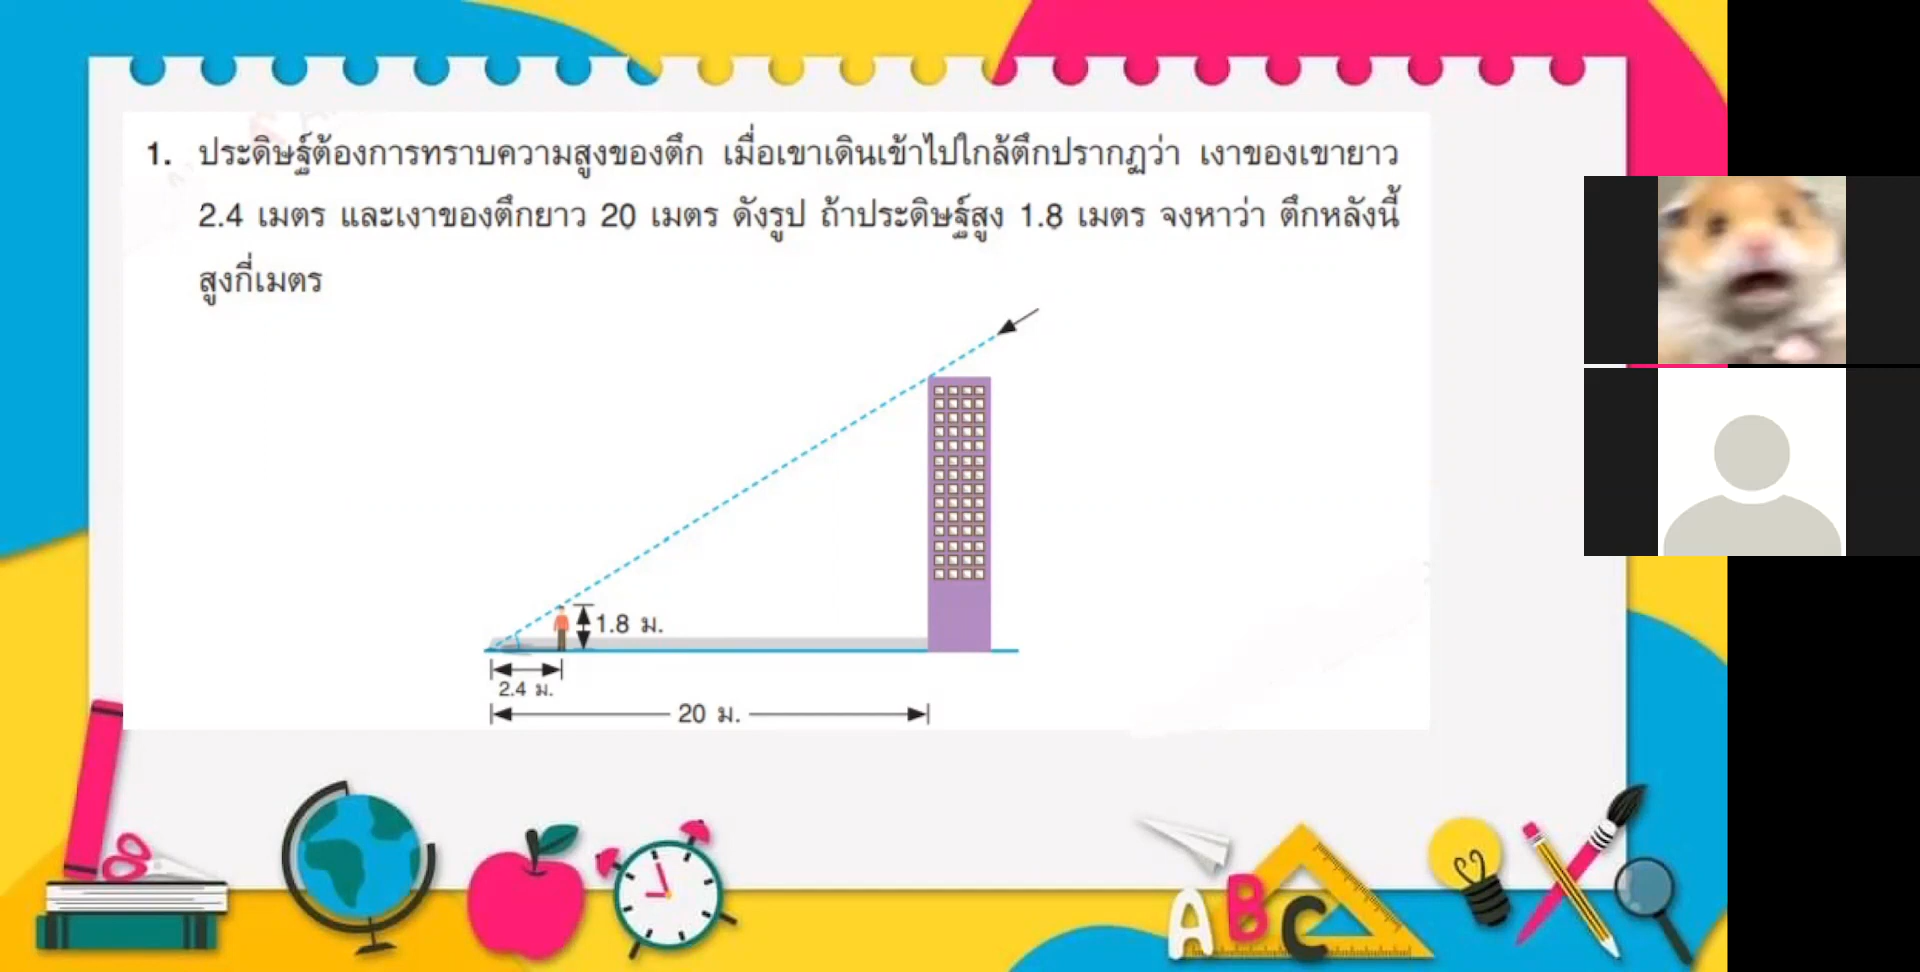 1. ประดิษฐ์ต้องการทราบความสูงของตึก เมื่อเขาเดินเข้าไปใกล้ตึกปรากฏว่า เงาของเขายาว
2.4 เมตร และเงาของตึกยาว 20 เมตร ดังรูป ถ้าประดิษฐ์สูง 1.8 เมตร จงหาว่า ตึกหลังนี้
สูงกี่เมตร
1.8 ม.
2.4 ม.
20 ม.
A B C